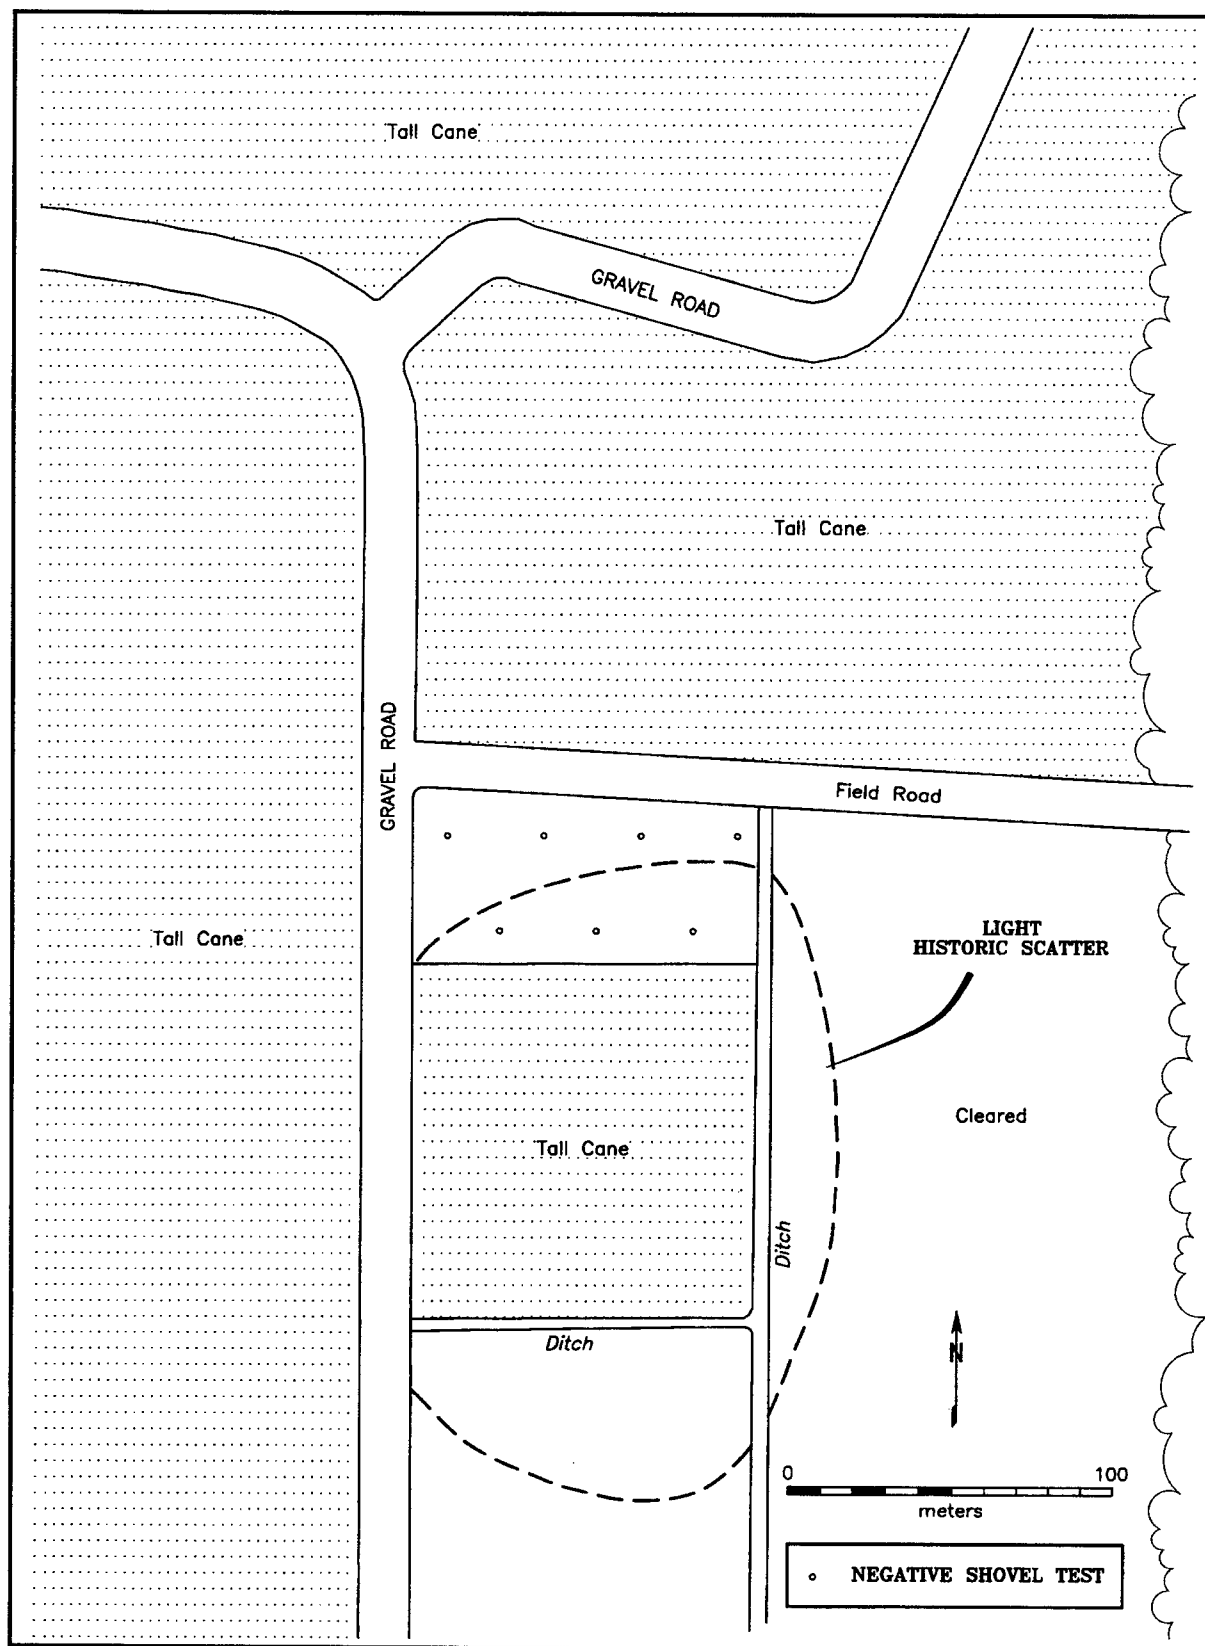 Tall Cane
GRAVEL ROAD
Tall Cane
GRAVEL ROAD
Field Road
Tall Cane
LIGHT
HISTORIC SCATTER
Cleared
Tall Cane
Ditch
Ditch
N
0 100
meters
NEGATIVE SHOVEL TEST